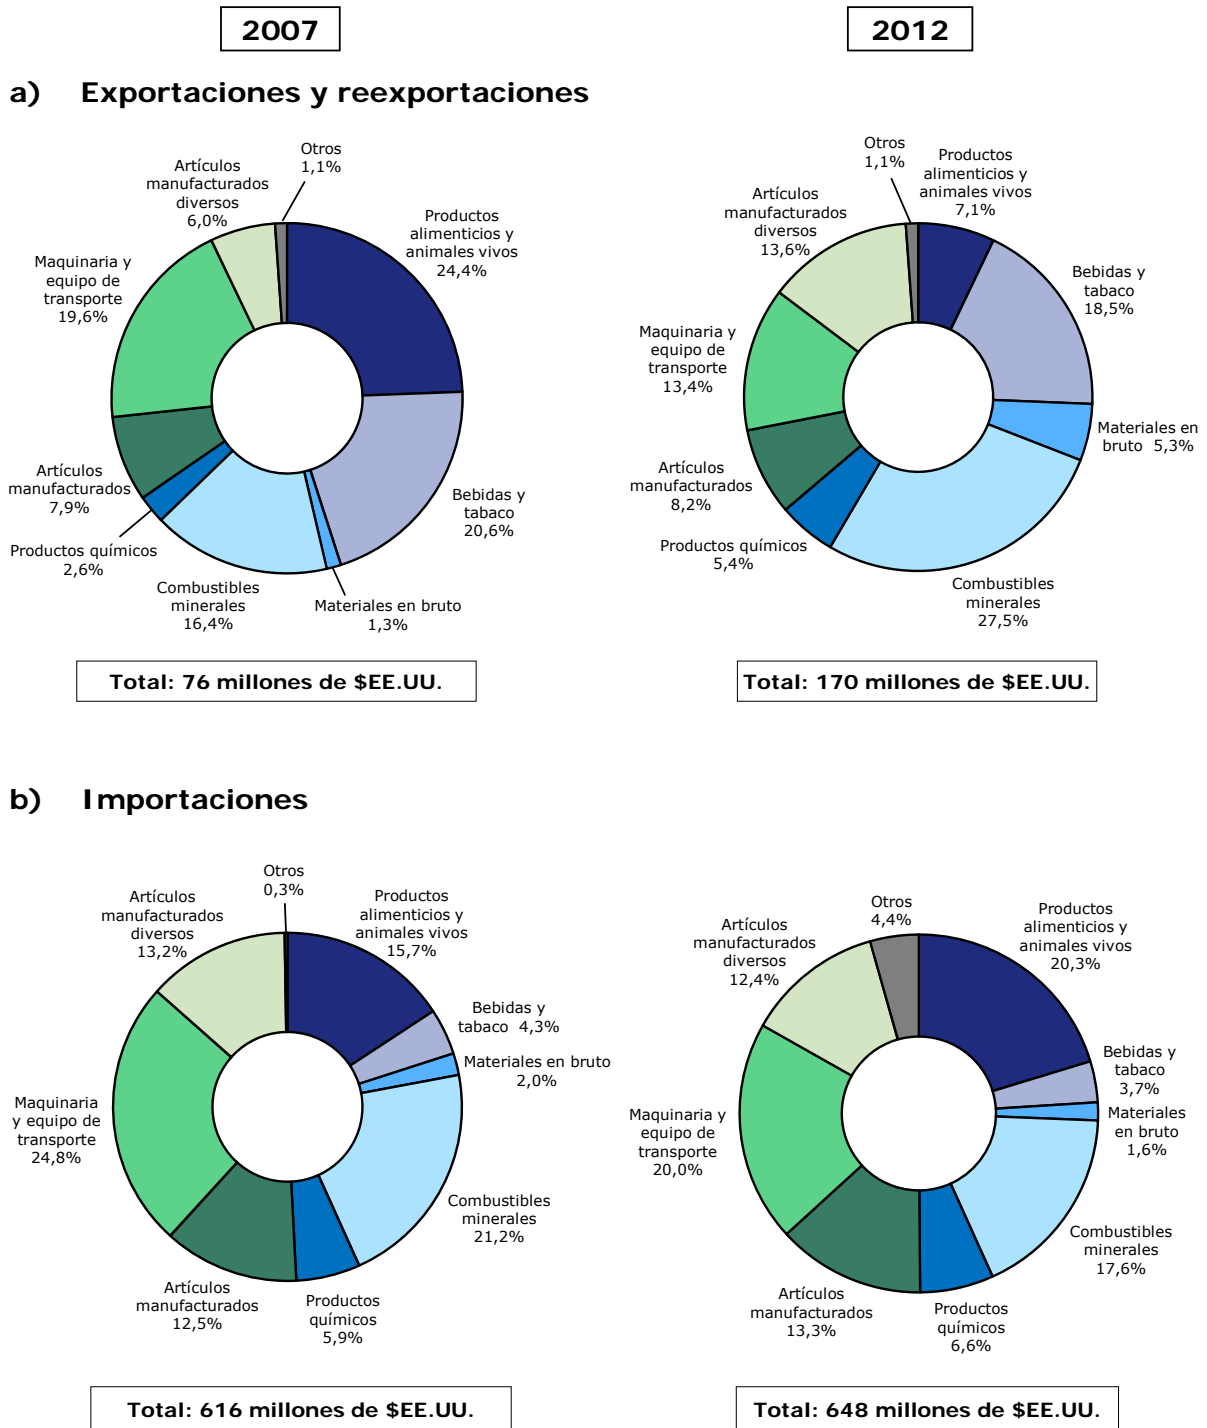 2007
2012
a) Exportaciones y reexportaciones
Otros
1,1%
Artículos
manufacturados
diversos
6,0%
Productos
alimenticios y
animales vivos
24,4%
Maquinaria y
equipo de
transporte
19,6%
Bebidas y
tabaco
20,6%
Artículos
manufacturados
7,9%
Productos químicos
2,6%
Combustibles
minerales
16,4%
Materiales en bruto
1,3%
Total: 76 millones de $EE.UU.
Otros
1,1%
Productos
alimenticios y
animales vivos
7,1%
Artículos
manufacturados
diversos
13,6%
Bebidas y
tabaco
18,5%
Maquinaria y
equipo de
transporte
13,4%
Materiales en
bruto 5,3%
Artículos
manufacturados
8,2%
Productos químicos
5,4%
Combustibles
minerales
27,5%
Total: 170 millones de $EE.UU.
b) Importaciones
Otros
0,3%
Artículos
manufacturados
diversos
13,2%
Productos
alimenticios y
animales vivos
15,7%
Bebidas y
tabaco 4,3%
Materiales en bruto
2,0%
Maquinaria
y equipo de
transporte
24,8%
Combustibles
minerales
21,2%
Artículos
manufacturados
12,5%
Productos
químicos
5,9%
Total: 616 millones de $EE.UU.
Otros
4,4%
Productos
alimenticios y
animales vivos
20,3%
Artículos
manufacturados
diversos
12,4%
Bebidas y
tabaco
3,7%
Materiales
en bruto
1,6%
Maquinaria y
equipo de
transporte
20,0%
Combustibles
minerales
17,6%
Artículos
manufacturados
13,3%
Productos
químicos
6,6%
Total: 648 millones de $EE.UU.